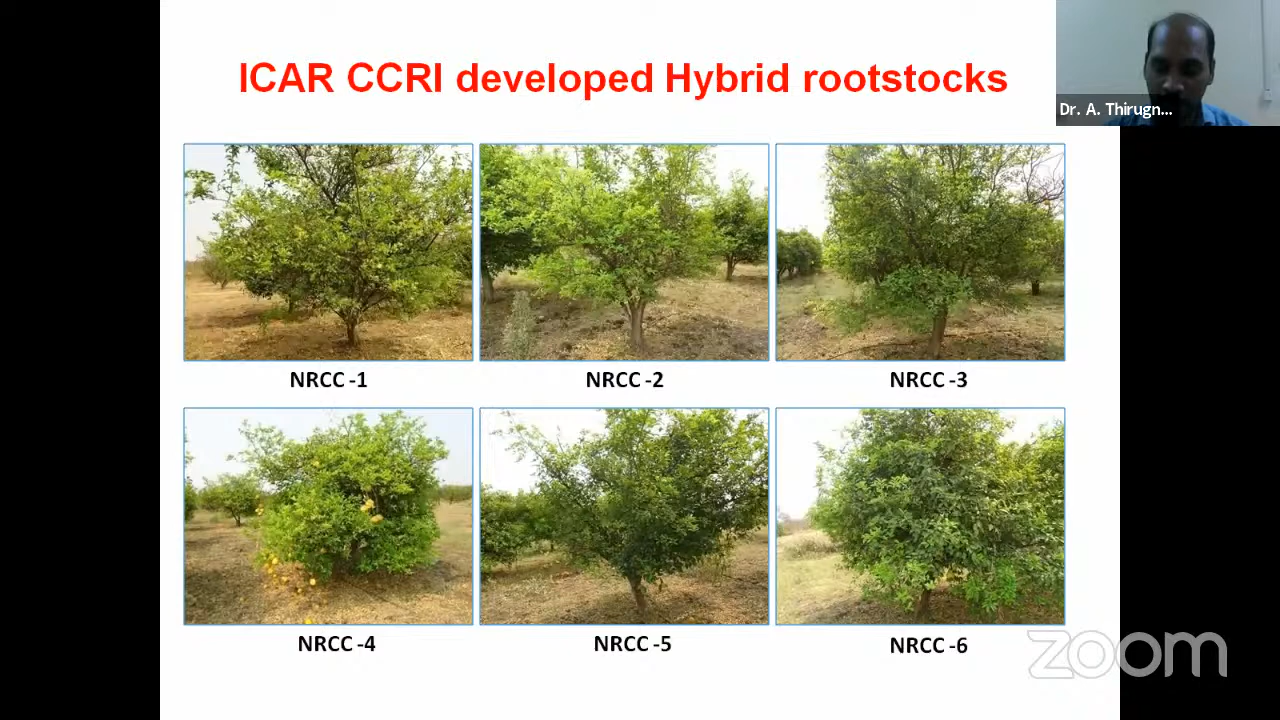 ICAR CCRI developed Hybrid rootstocks
Dr. A. Thirugn...
NRCC -1
NRCC -2
NRCC -3
NRCC -4
NRCC -5
NRCC -6
zoom